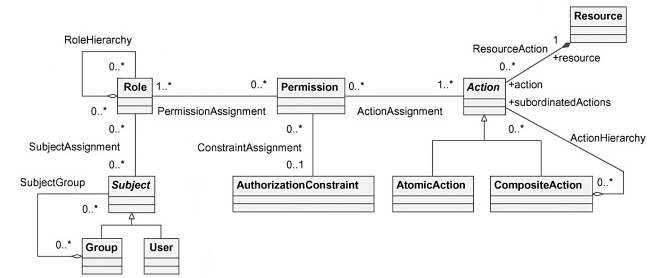 Resource
RoleHierarchy
1
ResourceAction
+resource
0..*
0..*
Role
1..*
0..*
Permission
0..*
1..*
Action
+action
0..*
PermissionAssignment
ActionAssignment
+subordinatedActions
0..*
0..*
0..*
ActionHierarchy
SubjectAssignment
ConstraintAssignment
0..*
0..1
SubjectGroup
Subject
AuthorizationConstraint
AtomicAction
CompositeAction
0..*
0..*
0..*
Group
User